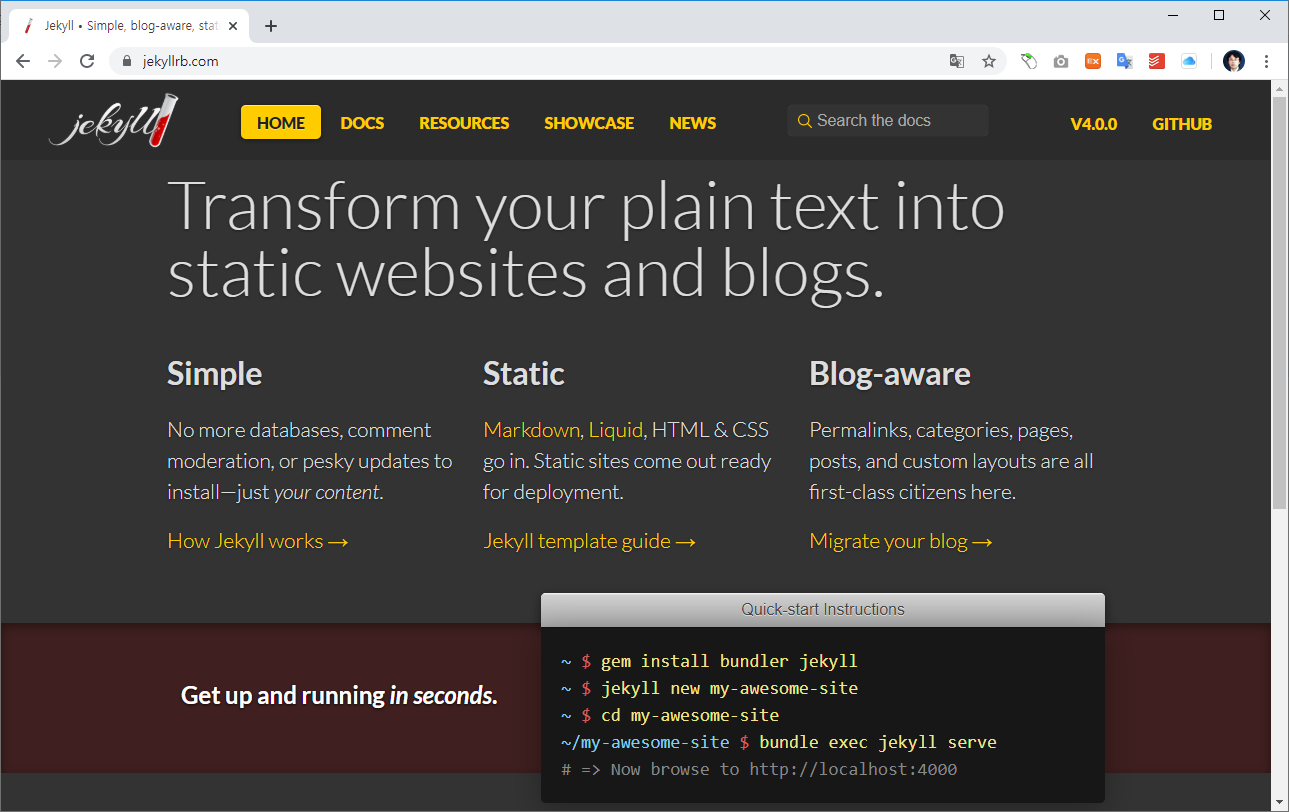 Jekyll • Simple, blog-aware, stat
jekyllrb.com
jekyll
HOME DOCS RESOURCES SHOWCASE NEWS Search the docs V4.0.0 GITHUB
Transform your plain text into
static websites and blogs.
Simple
No more databases, comment
moderation, or pesky updates to
install—just your content.
How Jekyll works →
Static
Markdown, Liquid, HTML & CSS
go in. Static sites come out ready
for deployment.
Jekyll template guide →
Blog-aware
Permalinks, categories, pages,
posts, and custom layouts are all
first-class citizens here.
Migrate your blog →
Get up and running in seconds.
Quick-start Instructions
~ $ gem install bundler jekyll
~ $ jekyll new my-awesome-site
~ $ cd my-awesome-site
~/my-awesome-site $ bundle exec jekyll serve
# => Now browse to http://localhost:4000